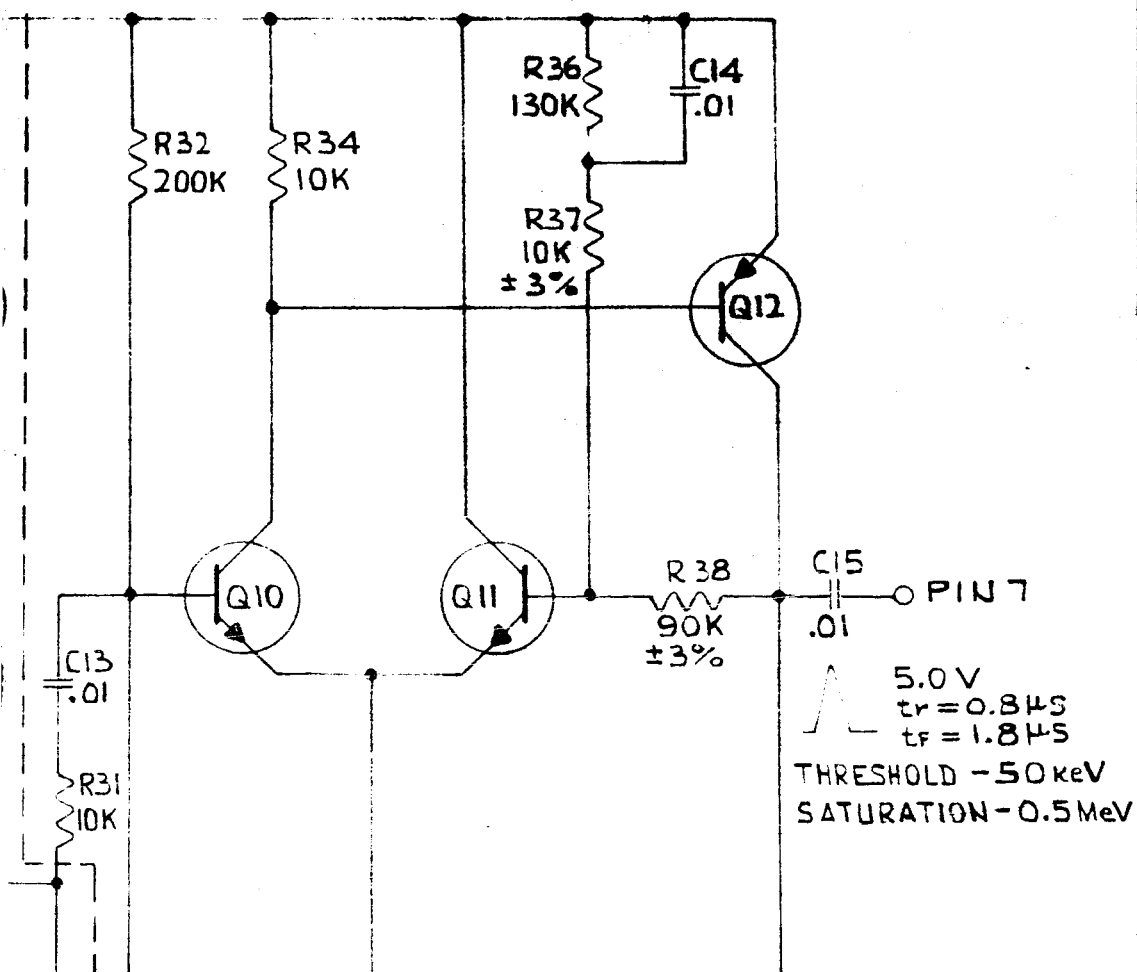 R36
130K
C14
.01
R32
200K
R34
10K
R37
10K
±3%
Q12
Q10
Q11
R38
90K
±3%
C15
.01
PIN 7
C13
.01
R31
10K
5.0 V
tr = 0.8 μS
tF = 1.8 μS
THRESHOLD - 50 keV
SATURATION - 0.5 MeV